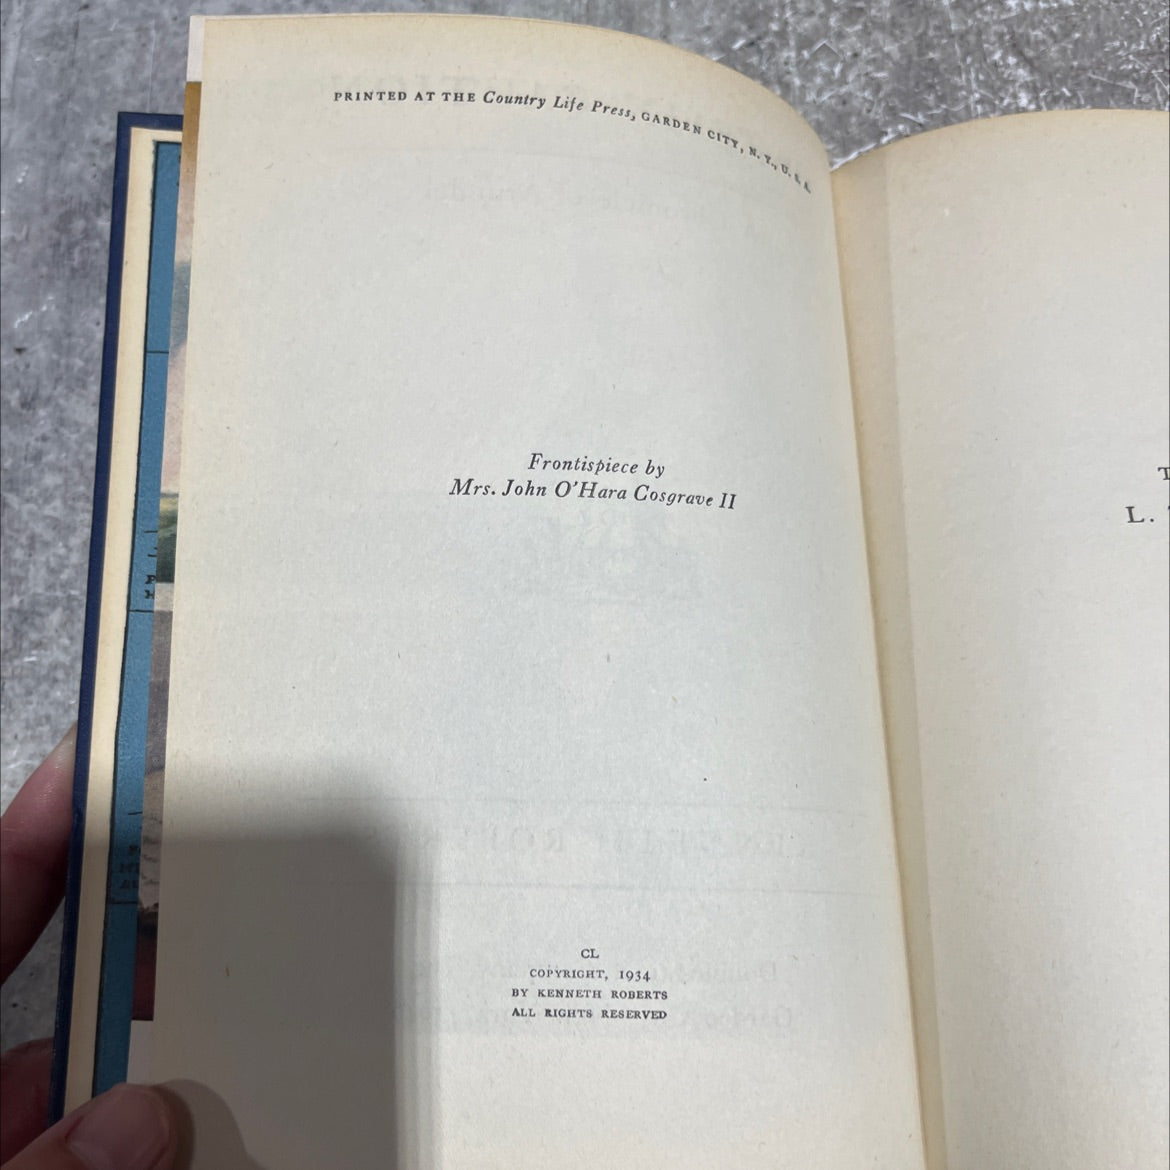 PRINTED AT THE Country Life Press, GARDEN CITY, N. Y., U. S. A.
Frontispiece by
Mrs. John O'Hara Cosgrave II
CL
COPYRIGHT, 1934
BY KENNETH ROBERTS
ALL RIGHTS RESERVED
T
L.